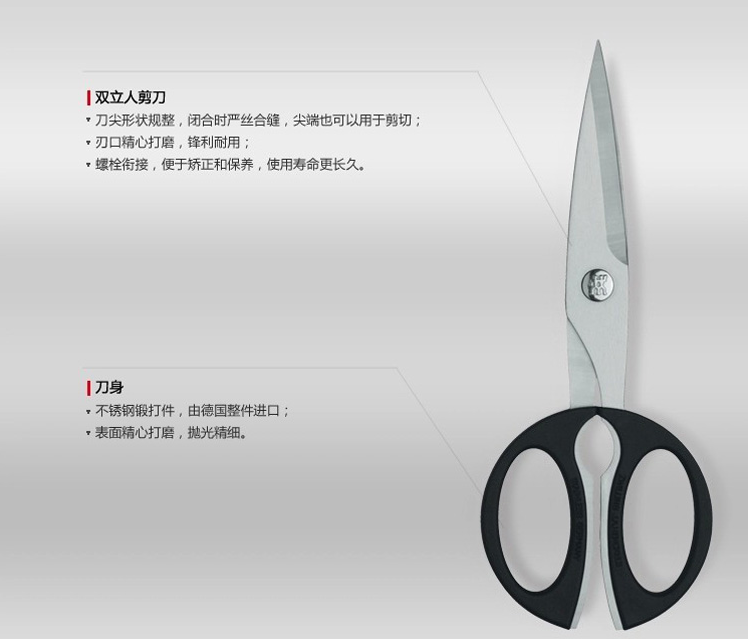 双立人剪刀
刀尖形状规整，闭合时严丝合缝，尖端也可以用于剪切；
刃口精心打磨，锋利耐用；
螺栓衔接，便于矫正和保养，使用寿命更长久。
刀身
不锈钢锻打件，由德国整件进口；
表面精心打磨，抛光精细。